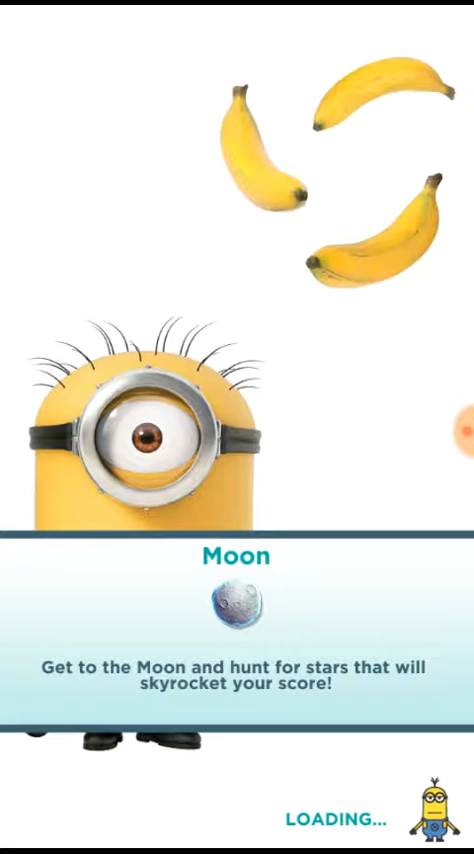 Moon
Get to the Moon and hunt for stars that will
skyrocket your score!
LOADING...